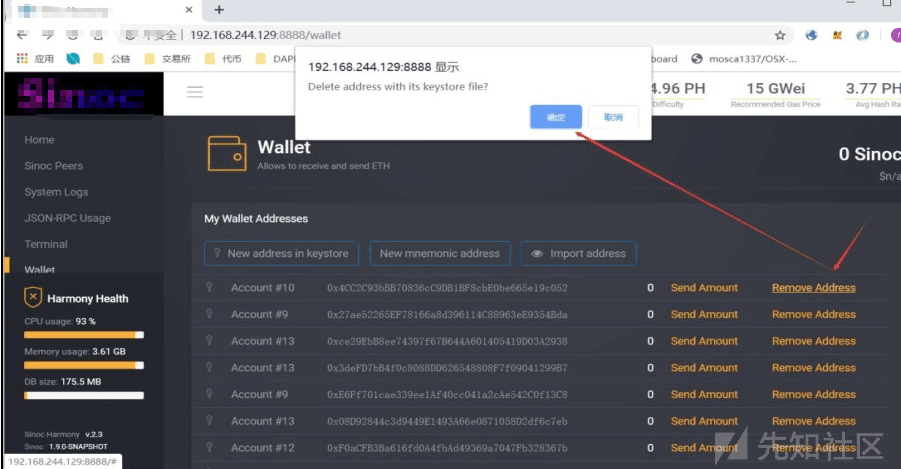 不安全 | 192.168.244.129:8888/wallet
应用 公链 交易所 代币 DAPP board mosca1337/OSX-...
192.168.244.129:8888 显示
Delete address with its keystore file?
确定 取消
Sinoc
4.96 PH 15 GWei 3.77 PH
Difficulty Recommended Gas Price Avg Hash Ra
Home
Sinoc Peers
System Logs
JSON-RPC Usage
Terminal
Wallet
Harmony Health
CPU usage: 93 %
Memory usage: 3.61 GB
DB size: 175.5 MB
Sinoc Harmony v.2.3
Sinoc 1.9.0-SNAPSHOT
192.168.244.129:8888/#
Wallet
Allows to receive and send ETH
0 Sinoc
$n/a
My Wallet Addresses
New address in keystore New mnemonic address Import address
Account #10 0x4CC2C93bBB70836cC9DB1BF8cbE0be665e19c052 0 Send Amount Remove Address
Account #9 0x27ae52265EF78166a8d396114C88963eE9354Bda 0 Send Amount Remove Address
Account #13 0xce29EbB8ee74397f67B644A601405419D03A2938 0 Send Amount Remove Address
Account #13 0x3deFD7bB4f0c8088DD626548808F7f09041299B7 0 Send Amount Remove Address
Account #9 0xE6Ff701cae339ee1Af40cc041a2cAe542C0f13C8 0 Send Amount Remove Address
Account #13 0x08D92844c3d9449E1493A66e0871058D2df6c7eb 0 Send Amount Remove Address
Account #12 0xF0aCFB3Ba616fd0A4fbAd49369a7047Fb328367b 0 Send Amount Remove Address
先知社区